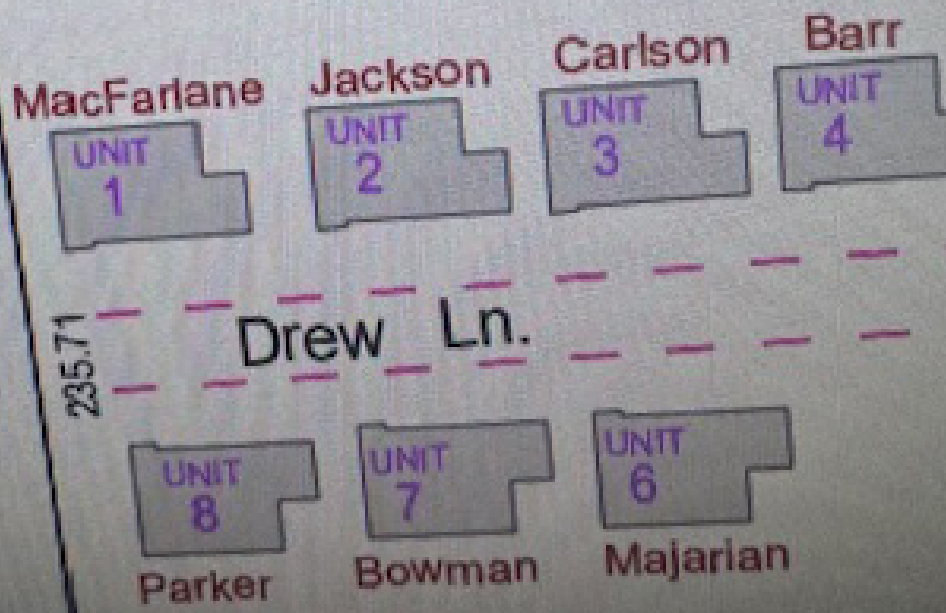 MacFarlane
Jackson
Carlson
Barr
UNIT
1
UNIT
2
UNIT
3
UNIT
4
235.71
Drew Ln.
UNIT
8
UNIT
7
UNIT
6
Parker
Bowman
Majarian